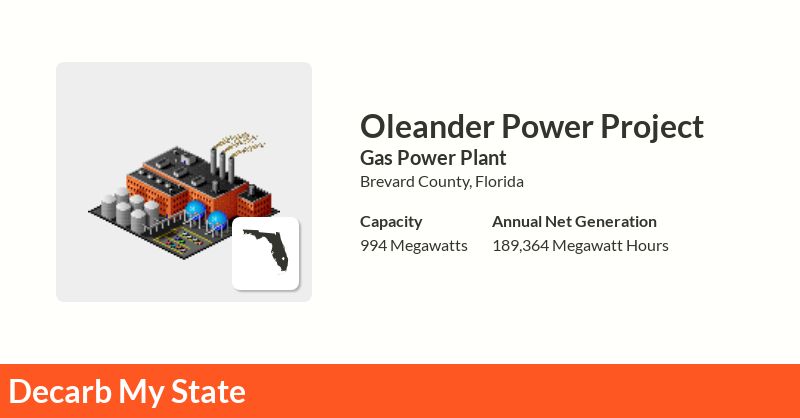 Oleander Power Project
Gas Power Plant
Brevard County, Florida
Capacity
994 Megawatts
Annual Net Generation
189,364 Megawatt Hours
Decarb My State